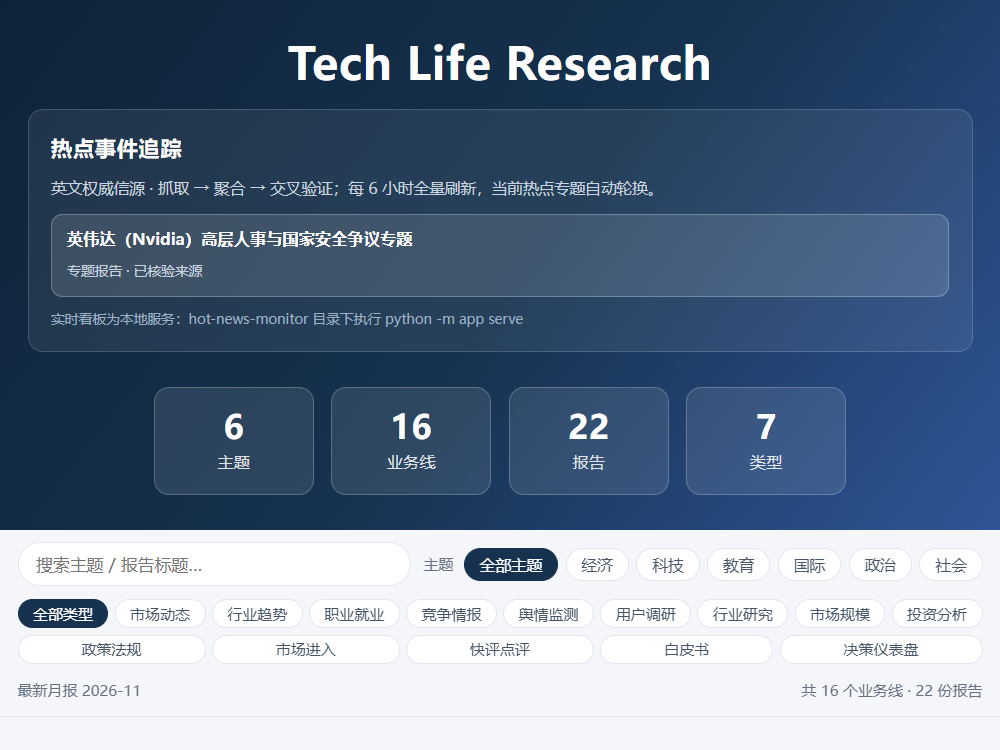 Tech Life Research
热点事件追踪
英文权威信源 · 抓取 → 聚合 → 交叉验证；每 6 小时全量刷新，当前热点专题自动轮换。
英伟达（Nvidia）高层人事与国家安全争议专题
专题报告 · 已核验来源
实时看板为本地服务：hot-news-monitor 目录下执行 python -m app serve
6
主题
16
业务线
22
报告
7
类型
搜索主题 / 报告标题...
主题 全部主题 经济 科技 教育 国际 政治 社会
全部类型 市场动态 行业趋势 职业就业 竞争情报 舆情监测 用户调研 行业研究 市场规模 投资分析
政策法规 市场进入 快评点评 白皮书 决策仪表盘
最新月报 2026-11 共 16 个业务线 · 22 份报告